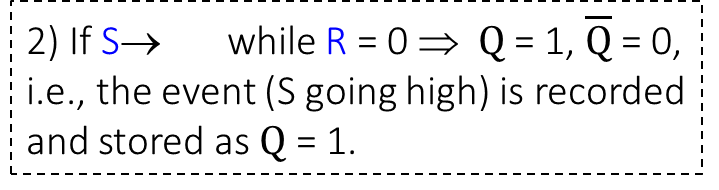 2) If S→ while R = 0 ⇒ Q = 1, Q̅ = 0,
i.e., the event (S going high) is recorded
and stored as Q = 1.